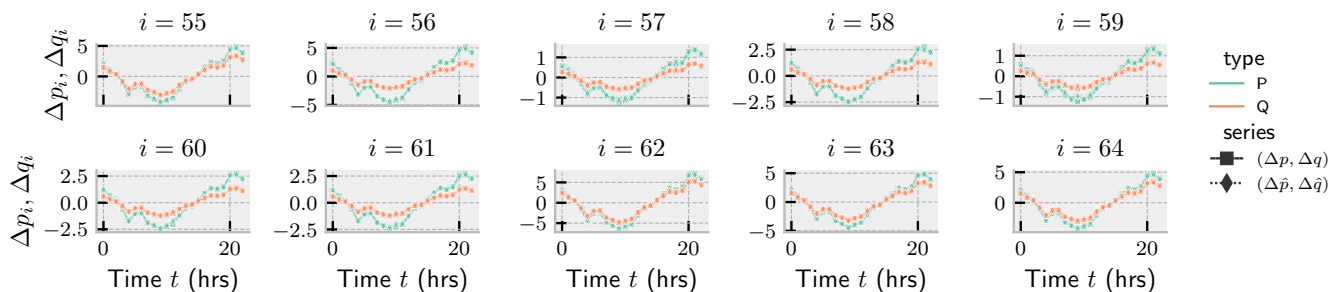 i = 55
i = 56
i = 57
i = 58
i = 59
Δp_i, Δq_i
5
0
5
0
−5
1
0
−1
2.5
0.0
−2.5
1
0
−1
type
P
Q
series
(Δp, Δq)
(Δp̂, Δq̂)
i = 60
i = 61
i = 62
i = 63
i = 64
Δp_i, Δq_i
2.5
0.0
−2.5
2.5
0.0
−2.5
5
0
−5
5
0
−5
5
0
0 20
0 20
0 20
0 20
0 20
Time t (hrs)
Time t (hrs)
Time t (hrs)
Time t (hrs)
Time t (hrs)